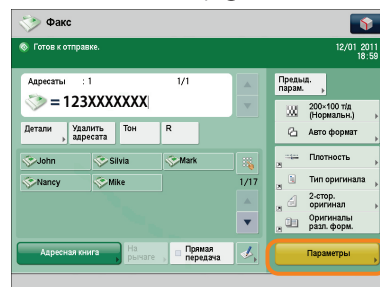 Факс
Готов к отправке.
12/01 2011
18:59
Адресаты : 1
1/1
= 123XXXXXXX
Детали
Удалить
адресата
Тон
R
John
Silvia
Mark
Nancy
Mike
1/17
Адресная книга
На
рычаге
Прямая
передача
Предыд.
парам.
200×100 т/д
(Нормальн.)
Авто формат
Плотность
Тип оригинала
2-стор.
оригинал
Оригиналы
разл. форм.
Параметры